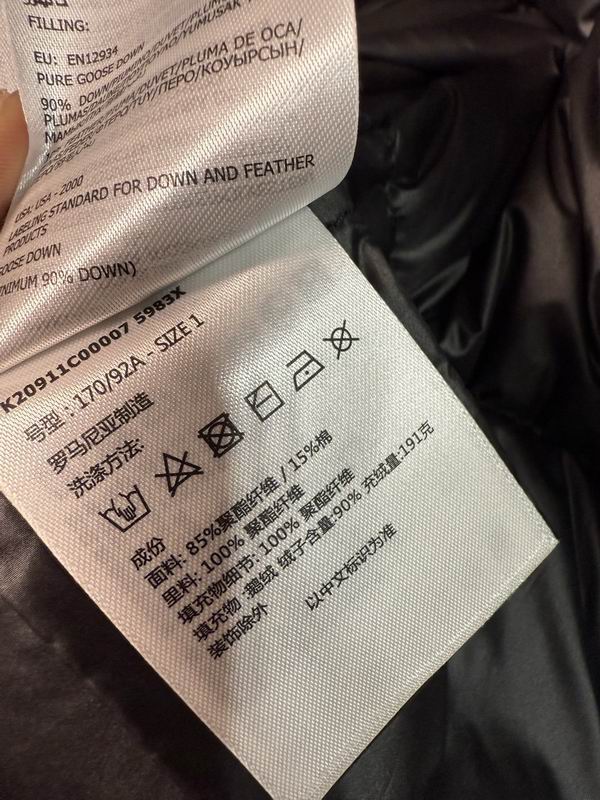 FILLING:
EU: EN12934
PURE GOOSE DOWN
90% DOWN
PLUMAS
USA: USA - 2000
LABELING STANDARD FOR DOWN AND FEATHER
PRODUCTS
GOOSE DOWN
(MINIMUM 90% DOWN)
K20911C00007 5983X
号型: 170/92A - SIZE 1
罗马尼亚制造
洗涤方法:
成份
面料: 85%聚酯纤维 / 15%棉
里料: 100% 聚酯纤维
填充物细节: 100% 聚酯纤维
填充物 :鹅绒 绒子含量:90% 充绒量:191克
装饰除外
以中文标识为准